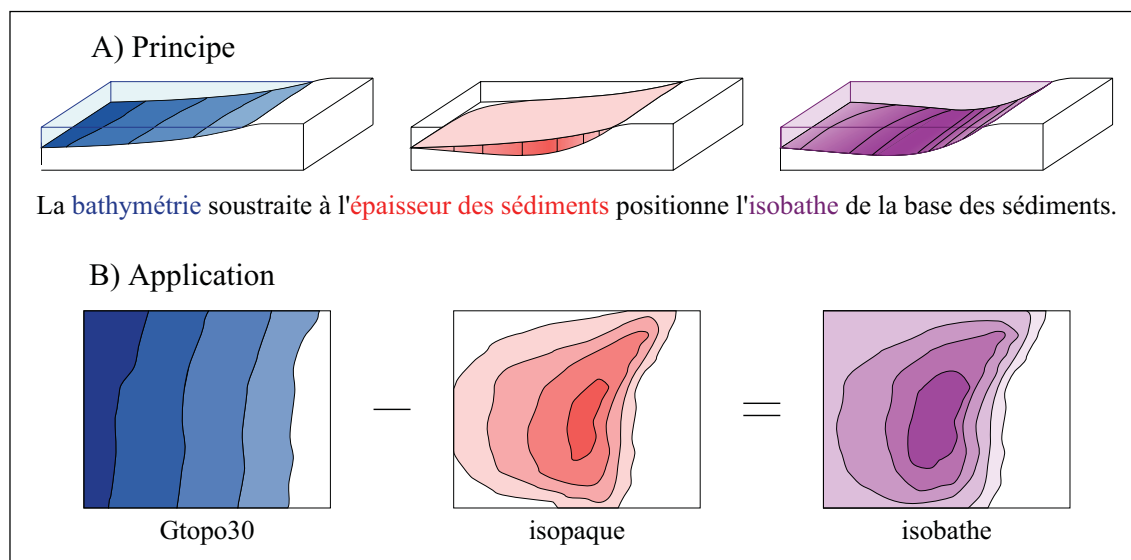 A) Principe
La bathymétrie soustraite à l'épaisseur des sédiments positionne l'isobathe de la base des sédiments.
B) Application
Gtopo30
isopaque
isobathe